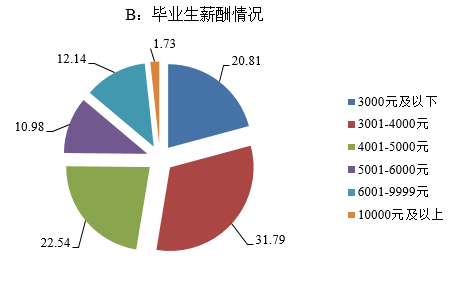 B：毕业生薪酬情况
1.73
12.14
20.81
10.98
22.54
31.79
3000元及以下
3001-4000元
4001-5000元
5001-6000元
6001-9999元
10000元及以上